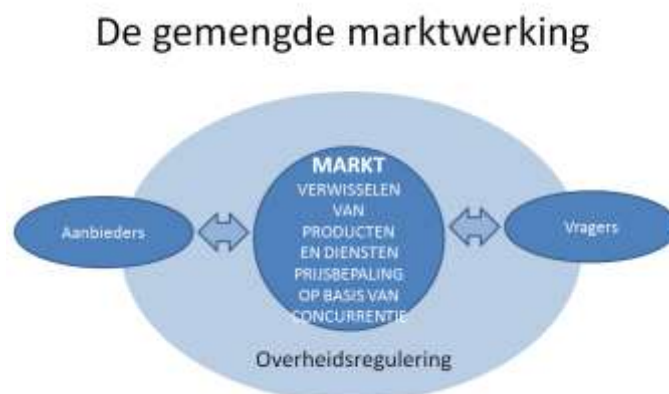 De gemengde marktwerking
MARKT
VERWISSELEN
VAN
PRODUCTEN
EN DIENSTEN
PRIJSBEPALING
OP BASIS VAN
CONCURRENTIE
Aanbieders
Vragers
Overheidsregulering